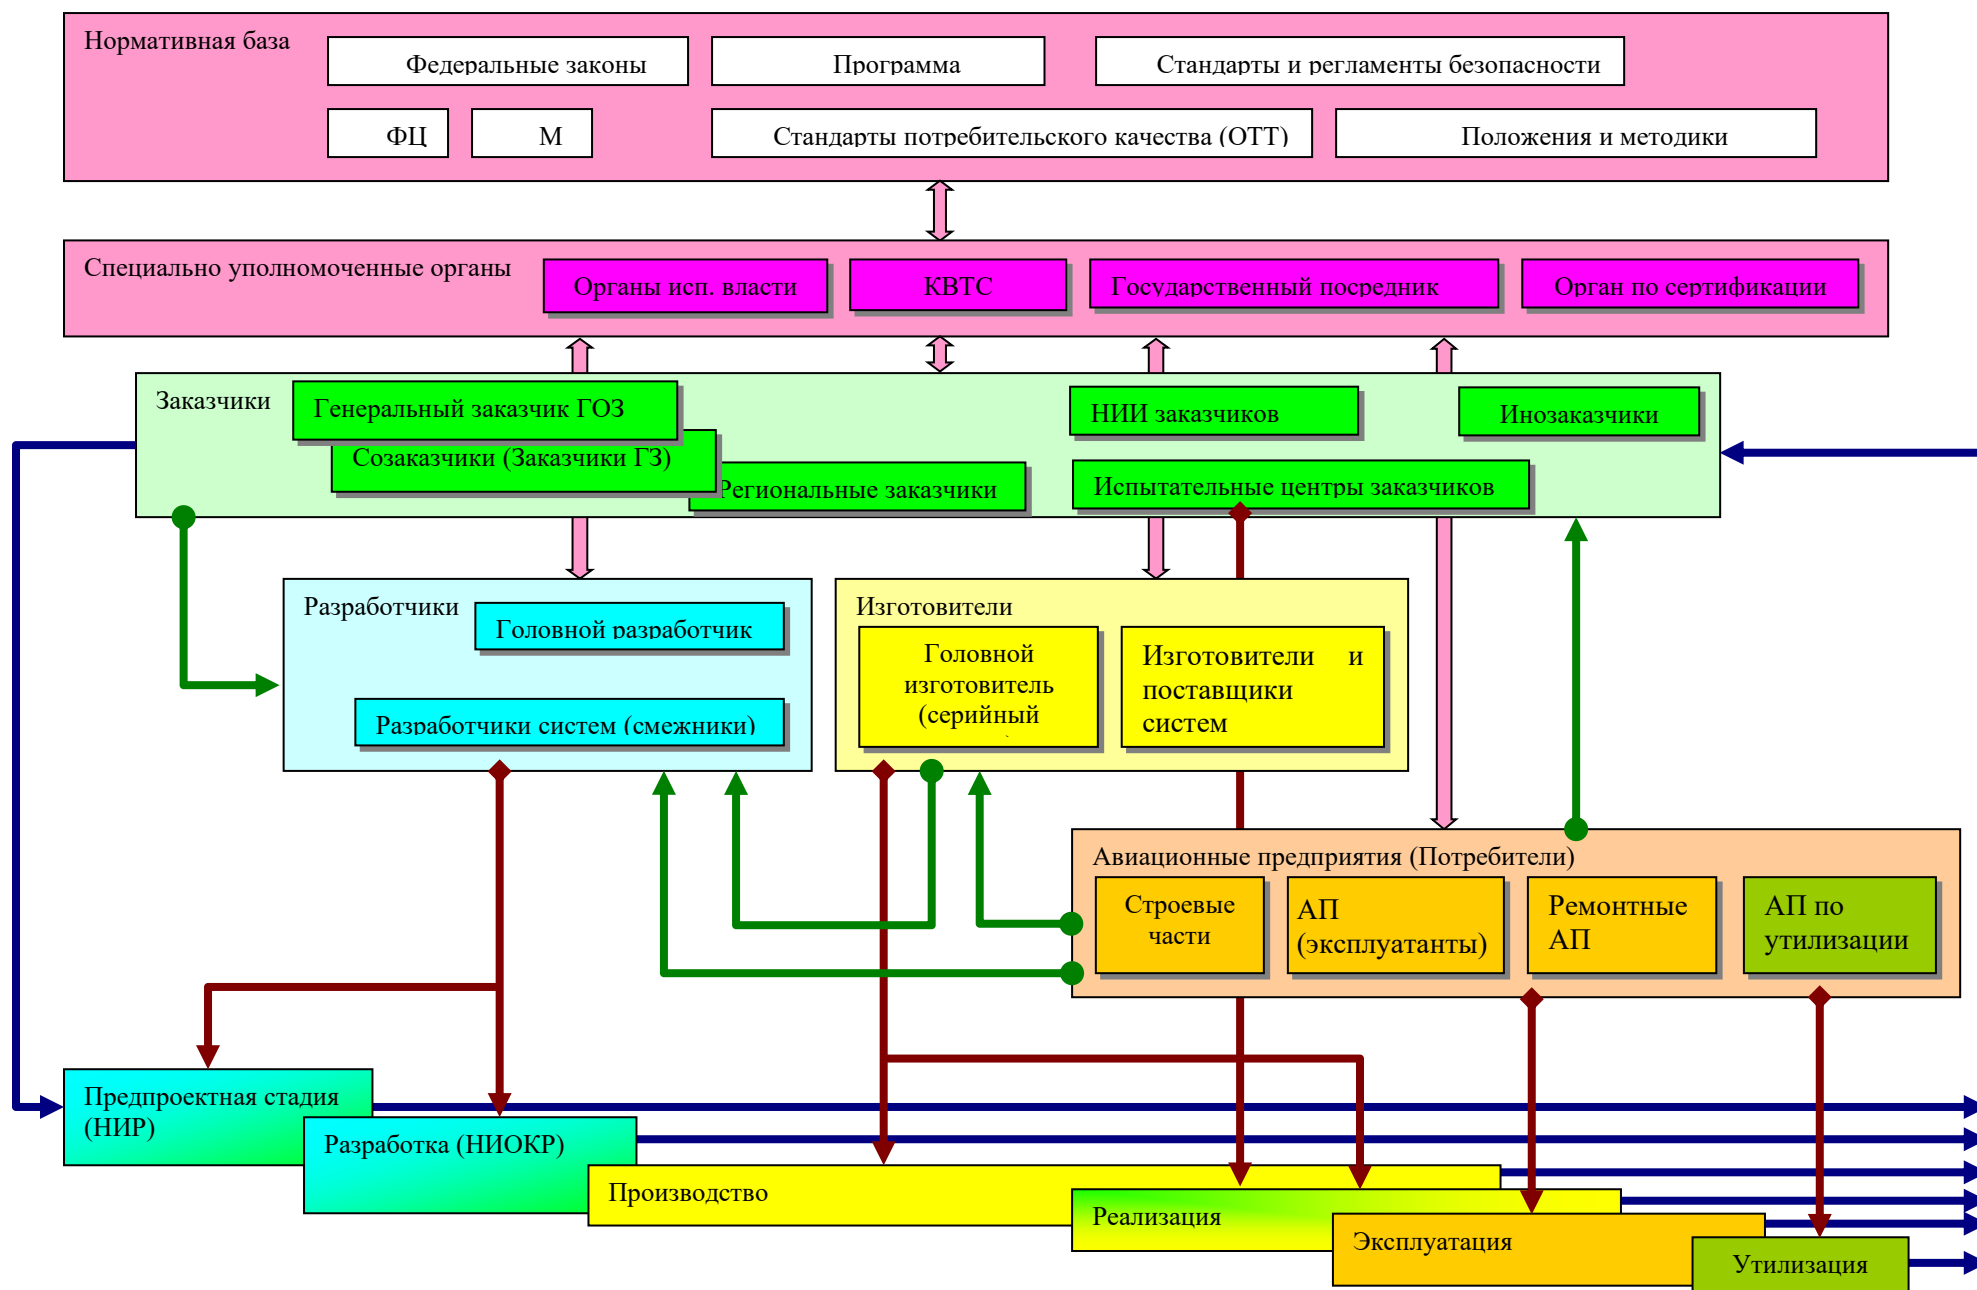 Нормативная база
Федеральные законы
Программа
Стандарты и регламенты безопасности
ФЦ
М
Стандарты потребительского качества (ОТТ)
Положения и методики
Специально уполномоченные органы
Органы исп. власти
КВТС
Государственный посредник
Орган по сертификации
Заказчики
Генеральный заказчик ГОЗ
НИИ заказчиков
Инозаказчики
Созаказчики (Заказчики ГЗ)
Региональные заказчики
Испытательные центры заказчиков
Разработчики
Головной разработчик
Разработчики систем (смежники)
Изготовители
Головной
изготовитель
(серийный
Изготовители и
поставщики
систем
Авиационные предприятия (Потребители)
Строевые
части
АП
(эксплуатанты)
Ремонтные
АП
АП по
утилизации
Предпроектная стадия
(НИР)
Разработка (НИОКР)
Производство
Реализация
Эксплуатация
Утилизация